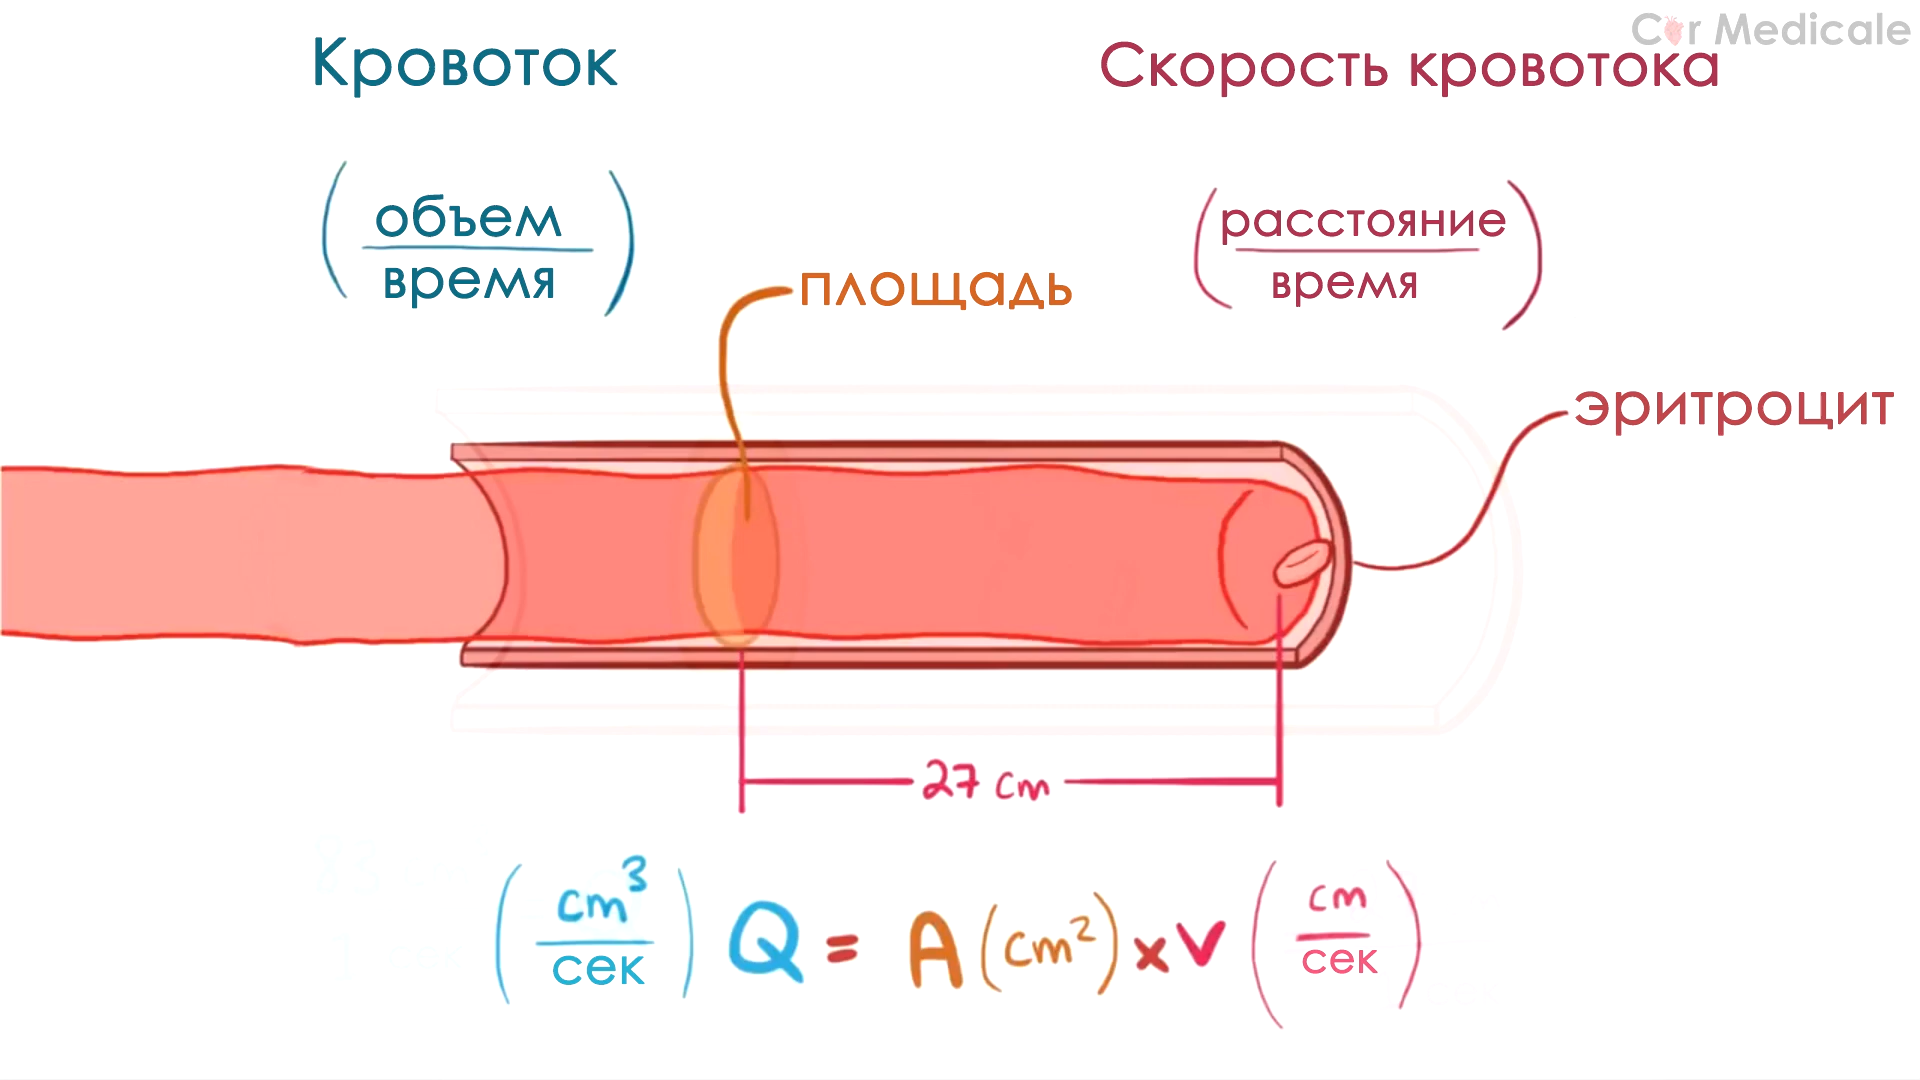 Cor Medicale
Кровоток
Скорость кровотока
объем
время
расстояние
время
площадь
эритроцит
27 cm
(cm³/сек) Q = A (cm²) x V (cm/сек)